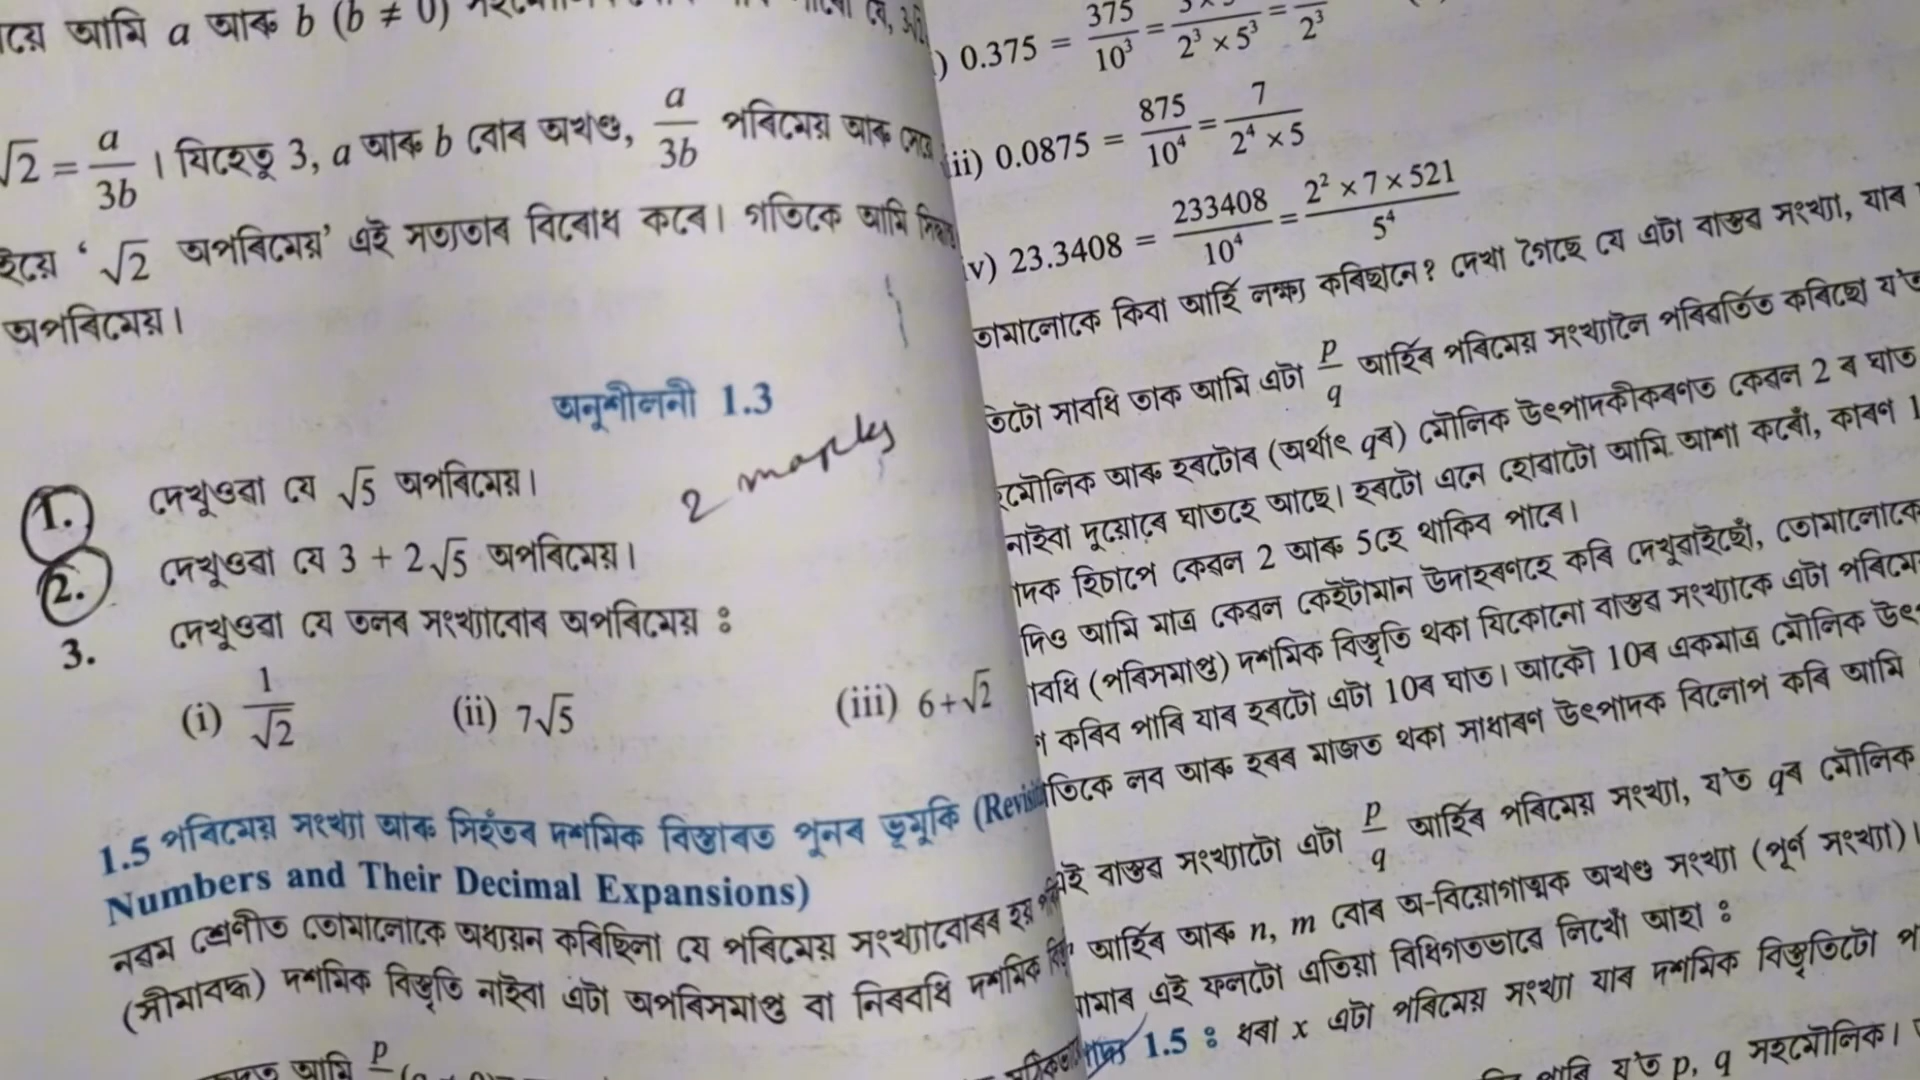 য়ে আমি a আৰু b (b ≠ 0)
√2 = a/3b । যিহেতু 3, a আৰু b বোৰ অখণ্ড, a/3b পৰিমেয় আৰু
ইয়ে ‘ √2 অপৰিমেয়’ এই সত্যতাৰ বিৰোধ কৰে। গতিকে আমি
অপৰিমেয়।
অনুশীলনী 1.3
2 marks
1. দেখুওৱা যে √5 অপৰিমেয়।
2. দেখুওৱা যে 3 + 2√5 অপৰিমেয়।
3. দেখুওৱা যে তলৰ সংখ্যাবোৰ অপৰিমেয় ঃ
(i) 1/√2 (ii) 7√5 (iii) 6+√2
1.5 পৰিমেয় সংখ্যা আৰু সিহঁতৰ দশমিক বিস্তাৰত পুনৰ ভূমুকি (Revisi
Numbers and Their Decimal Expansions)
নৱম শ্ৰেণীত তোমালোকে অধ্যয়ন কৰিছিলা যে পৰিমেয় সংখ্যাবোৰৰ হয়
(সীমাবদ্ধ) দশমিক বিস্তৃতি নাইবা এটা অপৰিসমাপ্ত বা নিৰবধি দশমিক
আমি p
) 0.375 = 375/10³ = /2³ × 5³ = /2³
ii) 0.0875 = 875/10⁴ = 7/2⁴ × 5
v) 23.3408 = 233408/10⁴ = 2² × 7 × 521/5⁴
তামালোকে কিবা আৰ্হি লক্ষ্য কৰিছানে? দেখা গৈছে যে এটা বাস্তৱ সংখ্যা, যাৰ
তিটো সাবধি তাক আমি এটা p/q আৰ্হিৰ পৰিমেয় সংখ্যালৈ পৰিৱৰ্তিত কৰিছো য'ত
হমৌলিক আৰু হৰটোৰ (অৰ্থাৎ qৰ) মৌলিক উৎপাদকীকৰণত কেৱল 2 ৰ ঘাত
নাইবা দুয়োৰে ঘাতহে আছে। হৰটো এনে হোৱাটো আমি আশা কৰোঁ, কাৰণ 1
াদক হিচাপে কেৱল 2 আৰু 5হে থাকিব পাৰে।
দিও আমি মাত্ৰ কেৱল কেইটামান উদাহৰণহে কৰি দেখুৱাইছোঁ, তোমালোকে
াবধি (পৰিসমাপ্ত) দশমিক বিস্তৃতি থকা যিকোনো বাস্তৱ সংখ্যাকে এটা পৰিমে
শ কৰিব পাৰি যাৰ হৰটো এটা 10ৰ ঘাত। আকৌ 10ৰ একমাত্ৰ মৌলিক উৎ
তিকে লব আৰু হৰৰ মাজত থকা সাধাৰণ উৎপাদক বিলোপ কৰি আমি
এই বাস্তৱ সংখ্যাটো এটা p/q আৰ্হিৰ পৰিমেয় সংখ্যা, য'ত qৰ মৌলিক
আৰ্হিৰ আৰু n, m বোৰ অ-বিয়োগাত্মক অখণ্ড সংখ্যা (পূৰ্ণ সংখ্যা)।
ামাৰ এই ফলটো এতিয়া বিধিগতভাৱে লিখোঁ আহা ঃ
1.5 ঃ ধৰা x এটা পৰিমেয় সংখ্যা যাৰ দশমিক বিস্তৃতিটো
পাৰি য'ত p, q সহমৌলিক।